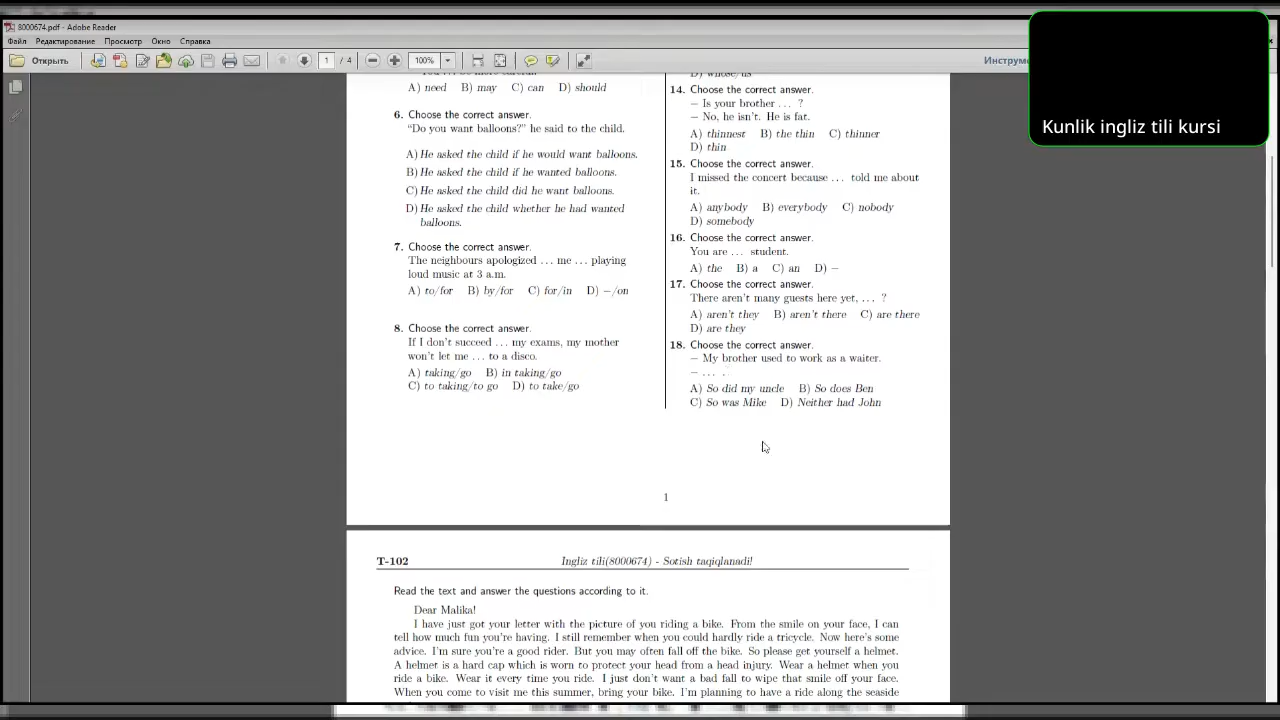 8000674.pdf - Adobe Reader
Файл Редактирование Просмотр Окно Справка
Открыть 1 / 4 100%
Kunlik ingliz tili kursi
A) need B) may C) can D) should
6. Choose the correct answer.
“Do you want balloons?” he said to the child.
A) He asked the child if he would want balloons.
B) He asked the child if he wanted balloons.
C) He asked the child did he want balloons.
D) He asked the child whether he had wanted
balloons.
7. Choose the correct answer.
The neighbours apologized ... me ... playing
loud music at 3 a.m.
A) to/for B) by/for C) for/in D) −/on
8. Choose the correct answer.
If I don't succeed ... my exams, my mother
won't let me ... to a disco.
A) taking/go B) in taking/go
C) to taking/to go D) to take/go
D) whose/us
14. Choose the correct answer.
− Is your brother ... ?
− No, he isn't. He is fat.
A) thinnest B) the thin C) thinner
D) thin
15. Choose the correct answer.
I missed the concert because ... told me about
it.
A) anybody B) everybody C) nobody
D) somebody
16. Choose the correct answer.
You are ... student.
A) the B) a C) an D) −
17. Choose the correct answer.
There aren't many guests here yet, ... ?
A) aren't they B) aren't there C) are there
D) are they
18. Choose the correct answer.
− My brother used to work as a waiter.
− ... .
A) So did my uncle B) So does Ben
C) So was Mike D) Neither had John
1
T-102 Ingliz tili(8000674) - Sotish taqiqlanadi!
Read the text and answer the questions according to it.
Dear Malika!
I have just got your letter with the picture of you riding a bike. From the smile on your face, I can
tell how much fun you're having. I still remember when you could hardly ride a tricycle. Now here's some
advice. I'm sure you're a good rider. But you may often fall off the bike. So please get yourself a helmet.
A helmet is a hard cap which is worn to protect your head from a head injury. Wear a helmet when you
ride a bike. Wear it every time you ride. I just don't want a bad fall to wipe that smile off your face.
When you come to visit me this summer, bring your bike. I'm planning to have a ride along the seaside